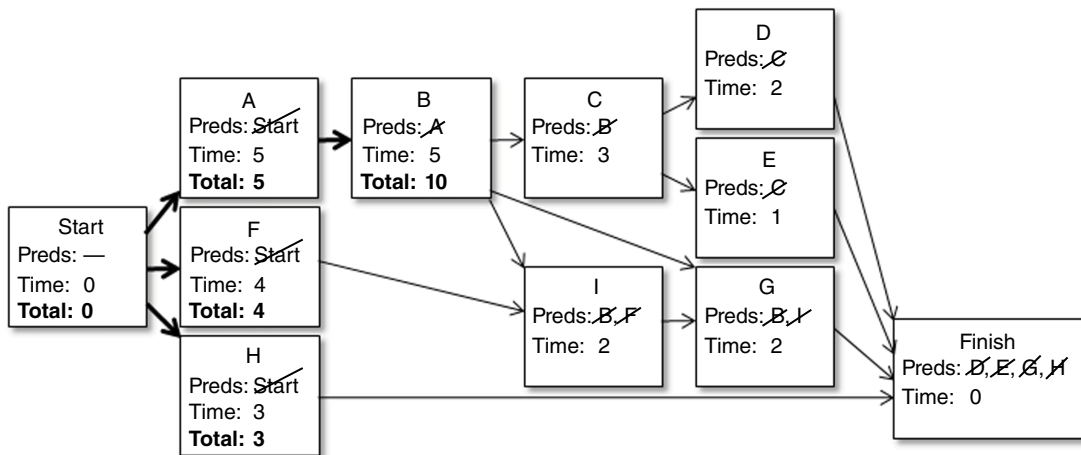 Start
Preds: —
Time: 0
Total: 0
A
Preds: Start
Time: 5
Total: 5
F
Preds: Start
Time: 4
Total: 4
H
Preds: Start
Time: 3
Total: 3
B
Preds: A
Time: 5
Total: 10
C
Preds: B
Time: 3
I
Preds: B, F
Time: 2
D
Preds: C
Time: 2
E
Preds: C
Time: 1
G
Preds: B, I
Time: 2
Finish
Preds: D, E, G, H
Time: 0